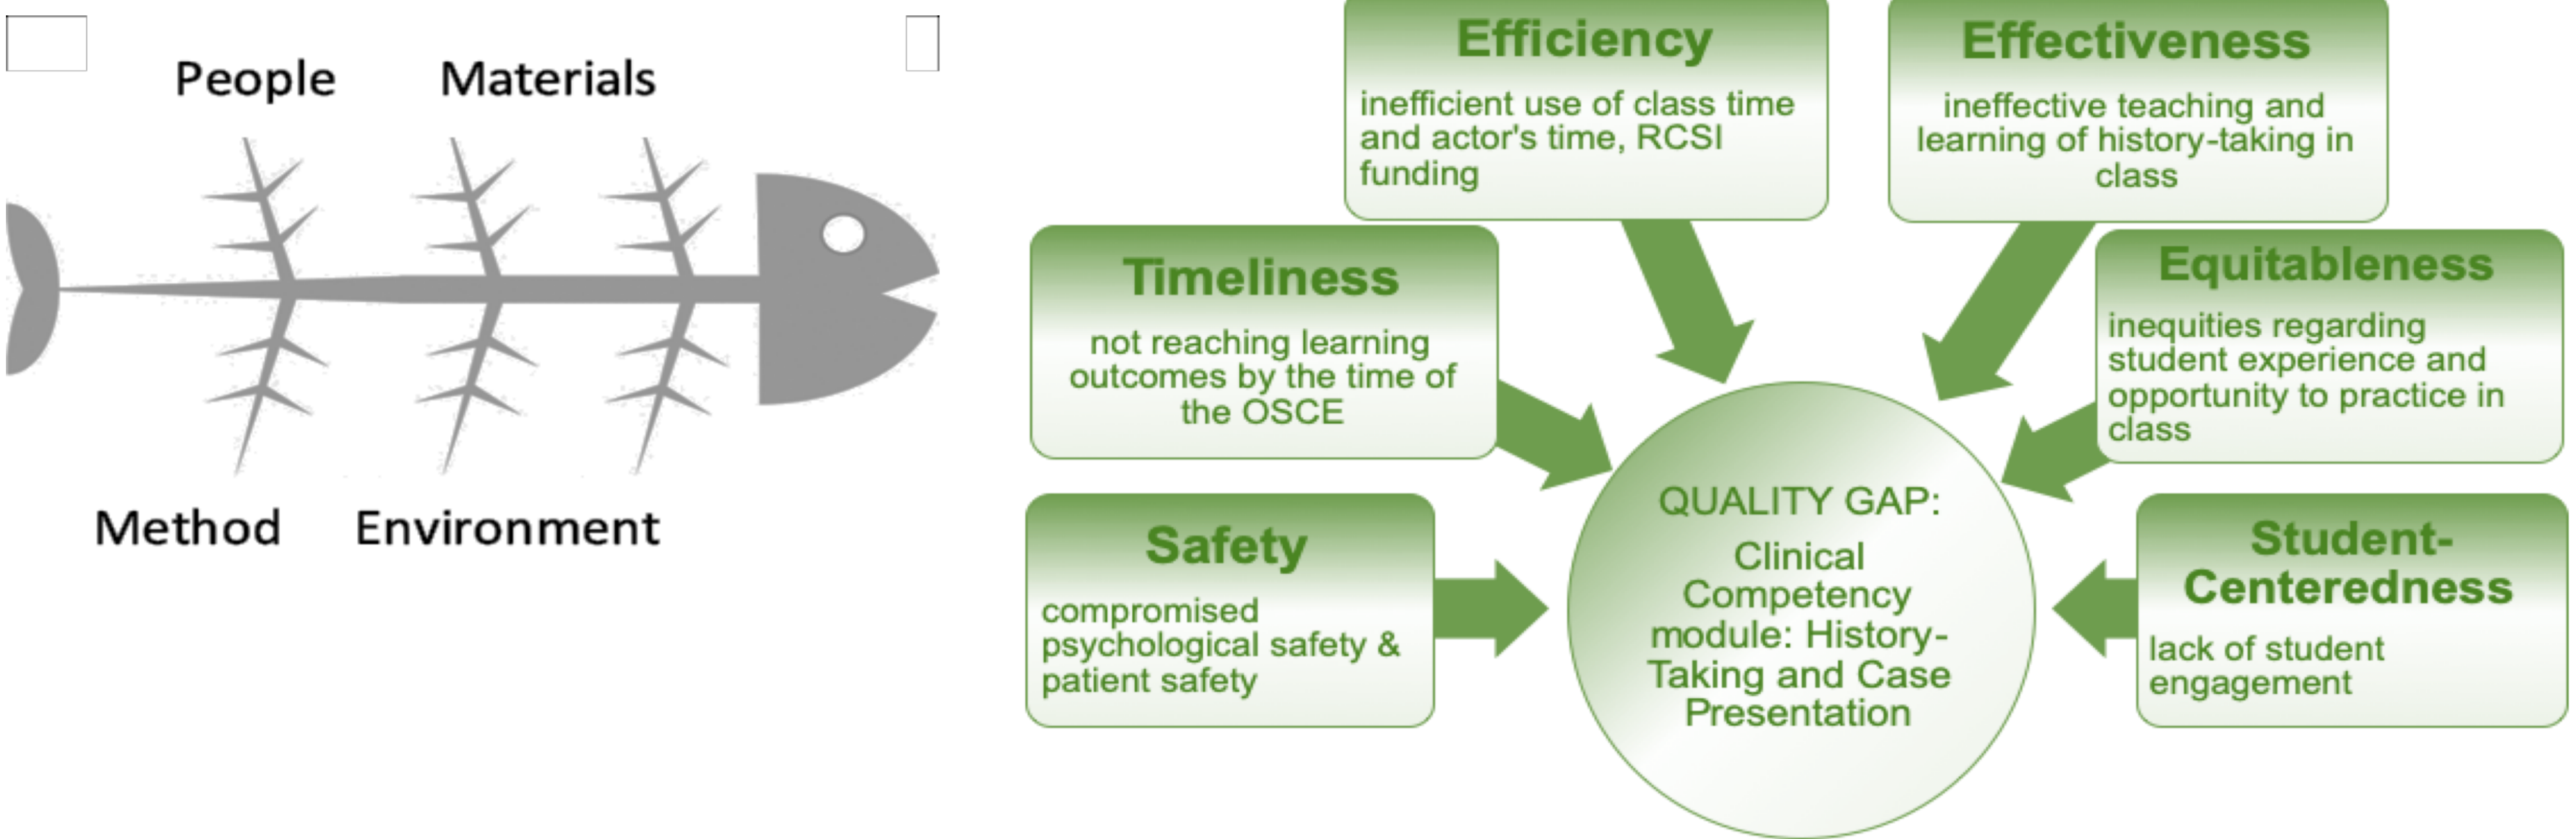 People Materials
Method Environment
Efficiency
inefficient use of class time
and actor's time, RCSI
funding
Effectiveness
ineffective teaching and
learning of history-taking in
class
Timeliness
not reaching learning
outcomes by the time of
the OSCE
Equitableness
inequities regarding
student experience and
opportunity to practice in
class
Safety
compromised
psychological safety &
patient safety
QUALITY GAP:
Clinical
Competency
module: History-
Taking and Case
Presentation
Student-
Centeredness
lack of student
engagement